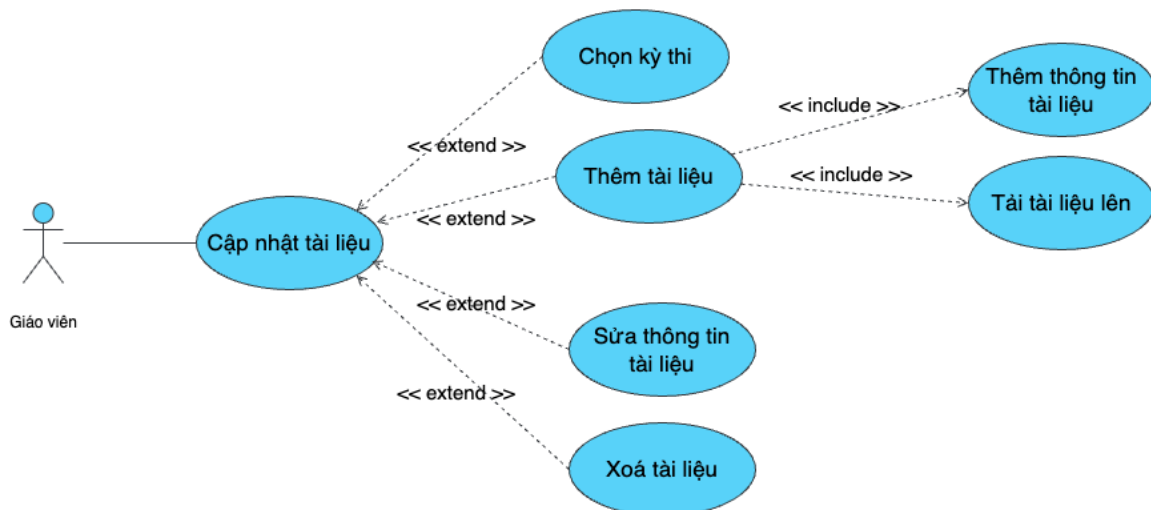 Chọn kỳ thi
Thêm thông tin
tài liệu
<< include >>
<< extend >>
Thêm tài liệu
<< include >>
Tải tài liệu lên
<< extend >>
Cập nhật tài liệu
Giáo viên
<< extend >>
Sửa thông tin
tài liệu
<< extend >>
Xoá tài liệu